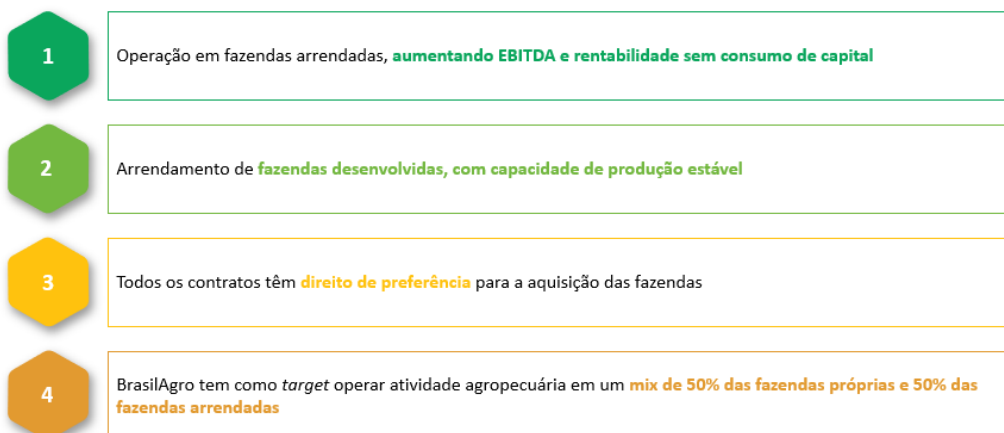 1
Operação em fazendas arrendadas, aumentando EBITDA e rentabilidade sem consumo de capital
2
Arrendamento de fazendas desenvolvidas, com capacidade de produção estável
3
Todos os contratos têm direito de preferência para a aquisição das fazendas
4
BrasilAgro tem como target operar atividade agropecuária em um mix de 50% das fazendas próprias e 50% das
fazendas arrendadas